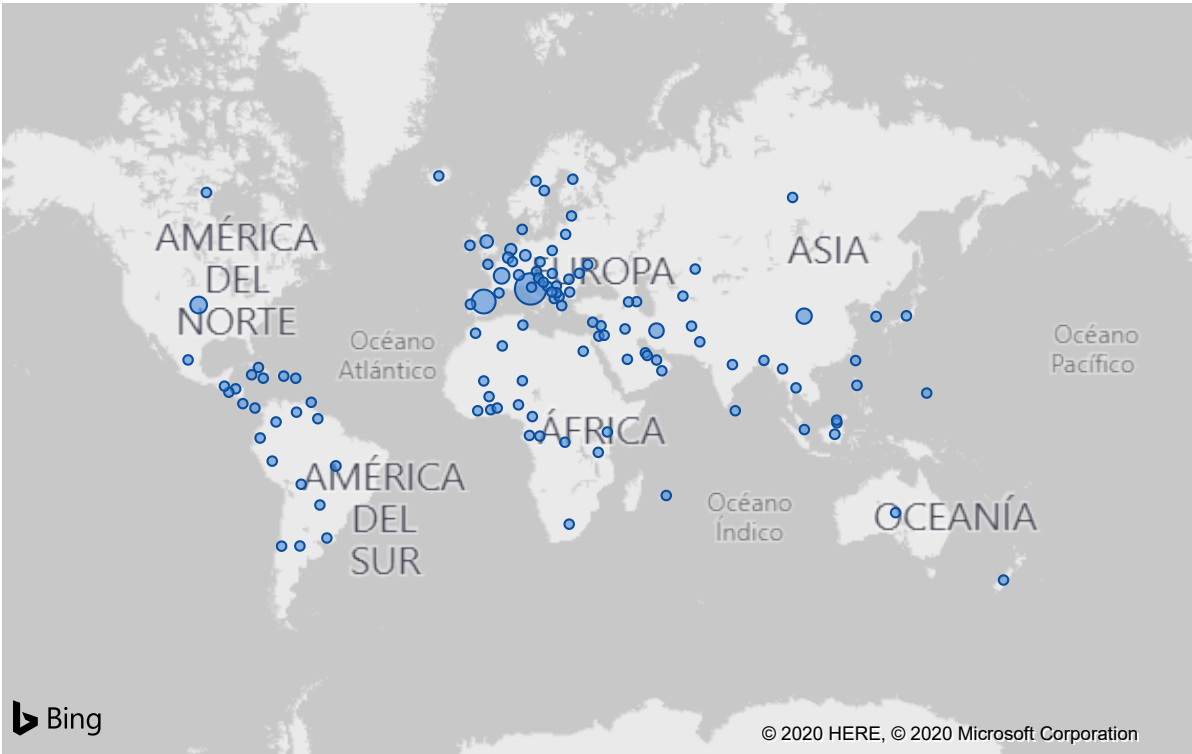 AMÉRICA
DEL
NORTE
EUROPA
ASIA
Océano
Atlántico
Océano
Pacífico
ÁFRICA
AMÉRICA
DEL
SUR
Océano
Índico
OCEANÍA
Bing
© 2020 HERE, © 2020 Microsoft Corporation